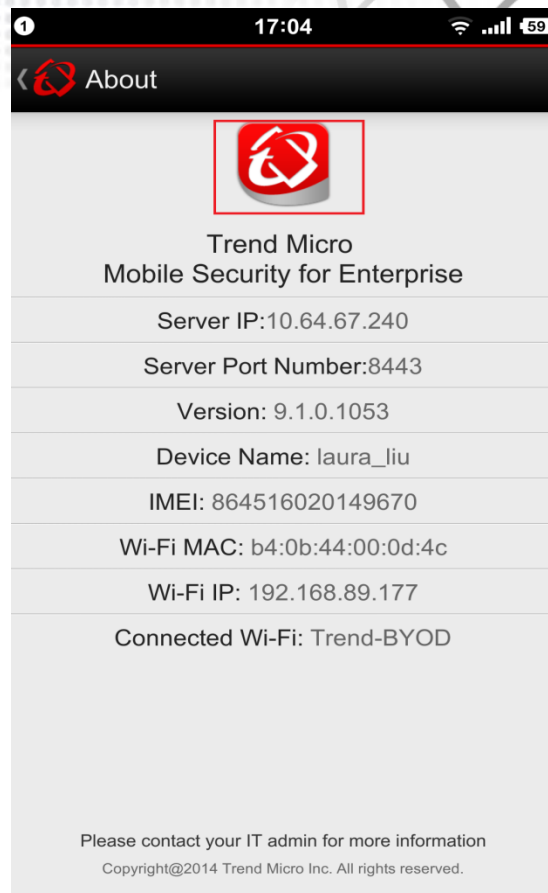 1 17:04 59
About
Trend Micro
Mobile Security for Enterprise
Server IP:10.64.67.240
Server Port Number:8443
Version: 9.1.0.1053
Device Name: laura_liu
IMEI: 864516020149670
Wi-Fi MAC: b4:0b:44:00:0d:4c
Wi-Fi IP: 192.168.89.177
Connected Wi-Fi: Trend-BYOD
Please contact your IT admin for more information
Copyright@2014 Trend Micro Inc. All rights reserved.